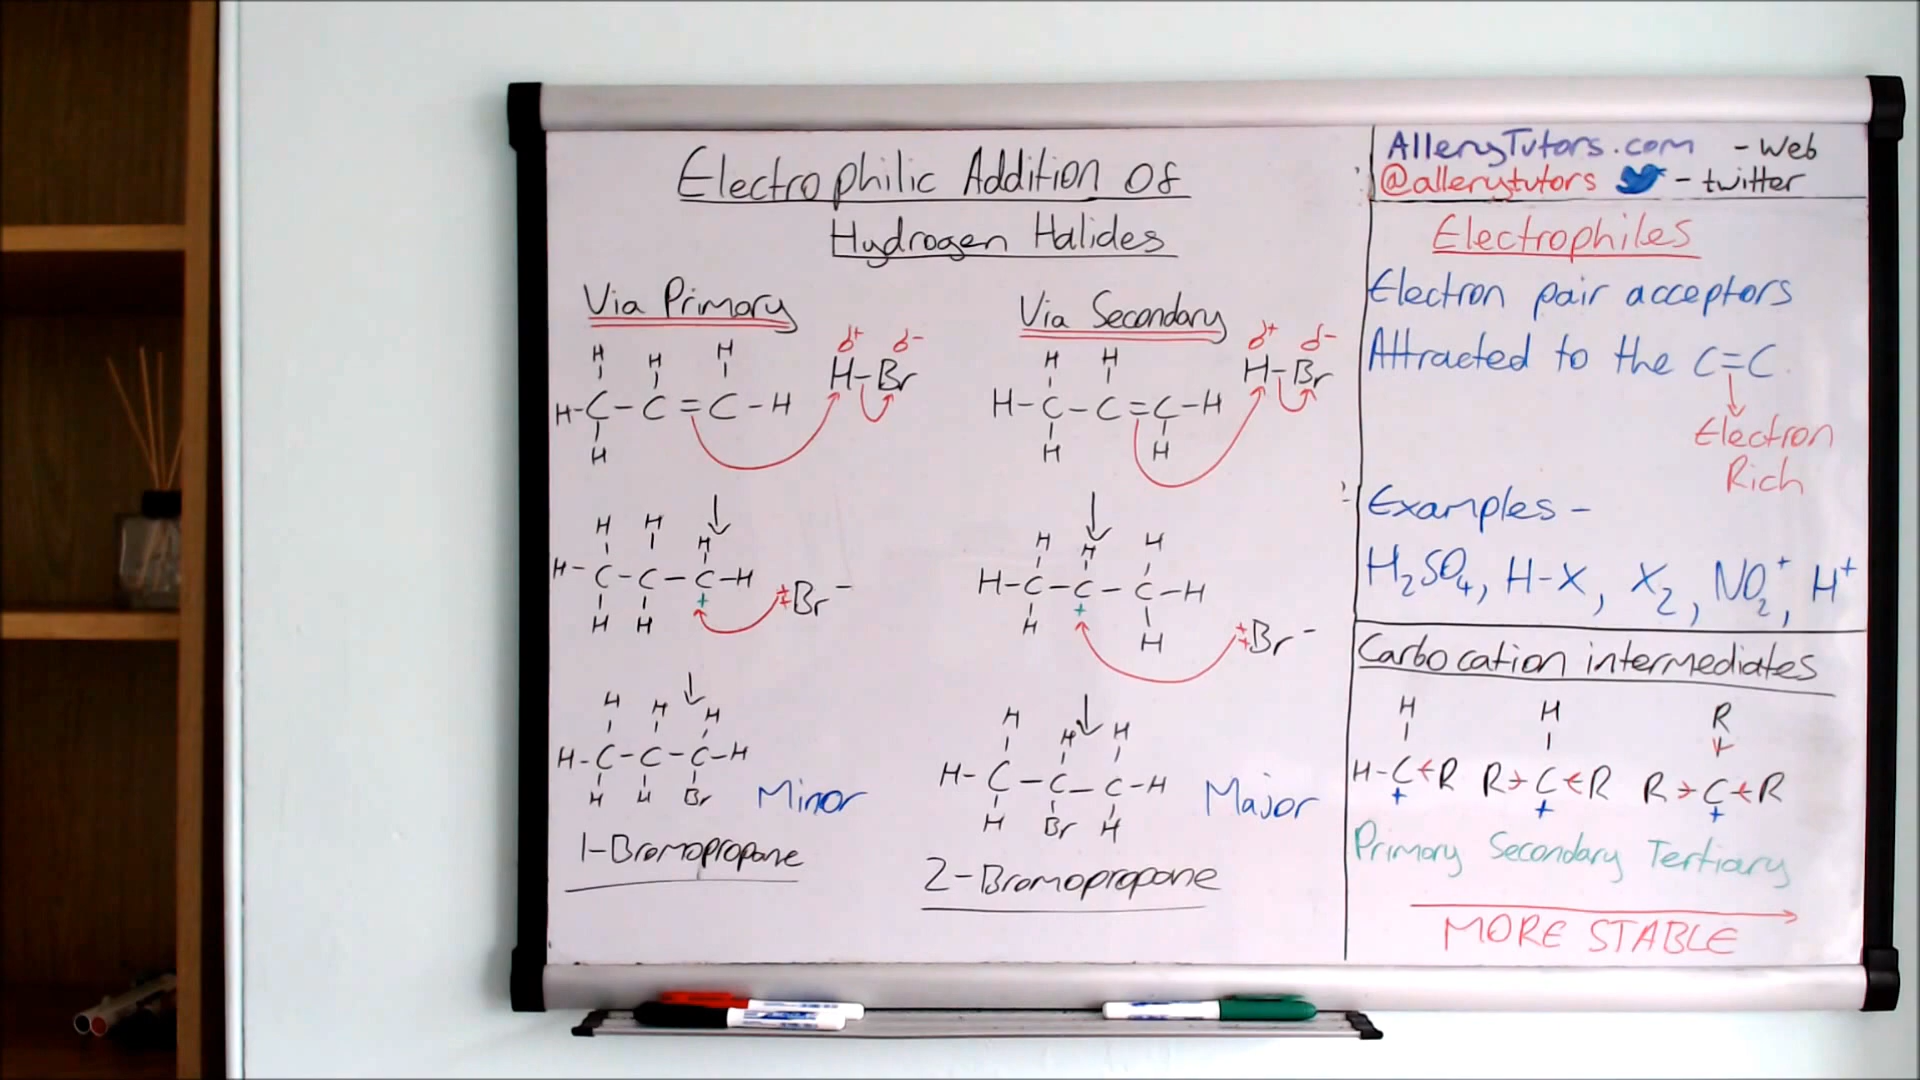 Electrophilic Addition Of
Hydrogen Halides
Via Primary
δ+ δ-
H-Br
H H H
H-C-C=C-H
H
↓
H H H
H-C-C-C-H
+
H H
Br-
↓
H H H
H-C-C-C-H
H H Br
Minor
1-Bromopropane
Via Secondary
δ+ δ-
H-Br
H H
H-C-C=C-H
H H
↓
H H H
H-C-C-C-H
+
H H
Br-
↓
H H H
H-C-C-C-H
H Br H
Major
2-Bromopropane
AlleryTutors.com - Web
@allerytutors - twitter
Electrophiles
Electron pair acceptors
Attracted to the C=C
Electron
Rich
Examples -
H2SO4, H-X, X2, NO2+, H+
Carbocation intermediates
H H R
H-C←R R→C←R R→C←R
+ + +
Primary Secondary Tertiary
MORE STABLE